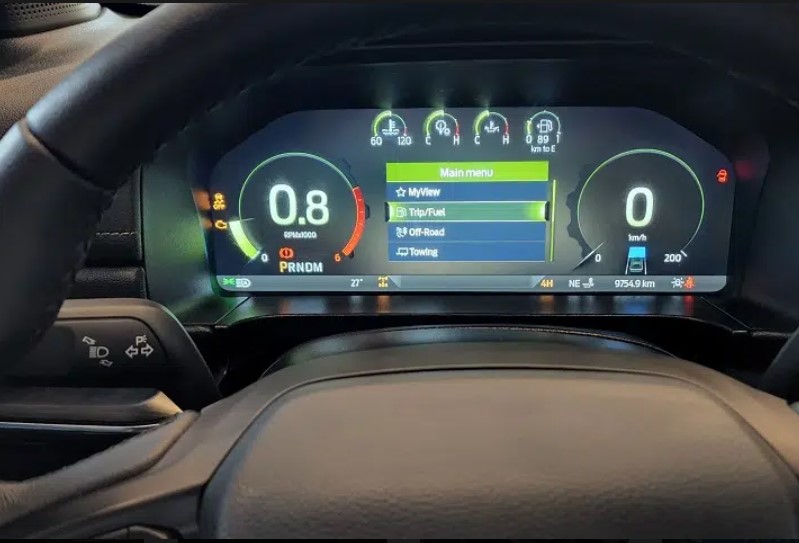 60 120
C H
C H
0 89 1
km to E
Main menu
MyView
Trip/Fuel
Off-Road
Towing
0.8
RPMx1000
0 6
PRNDM
0
km/h
0 200
27°
4H
NE
9754.9 km
P